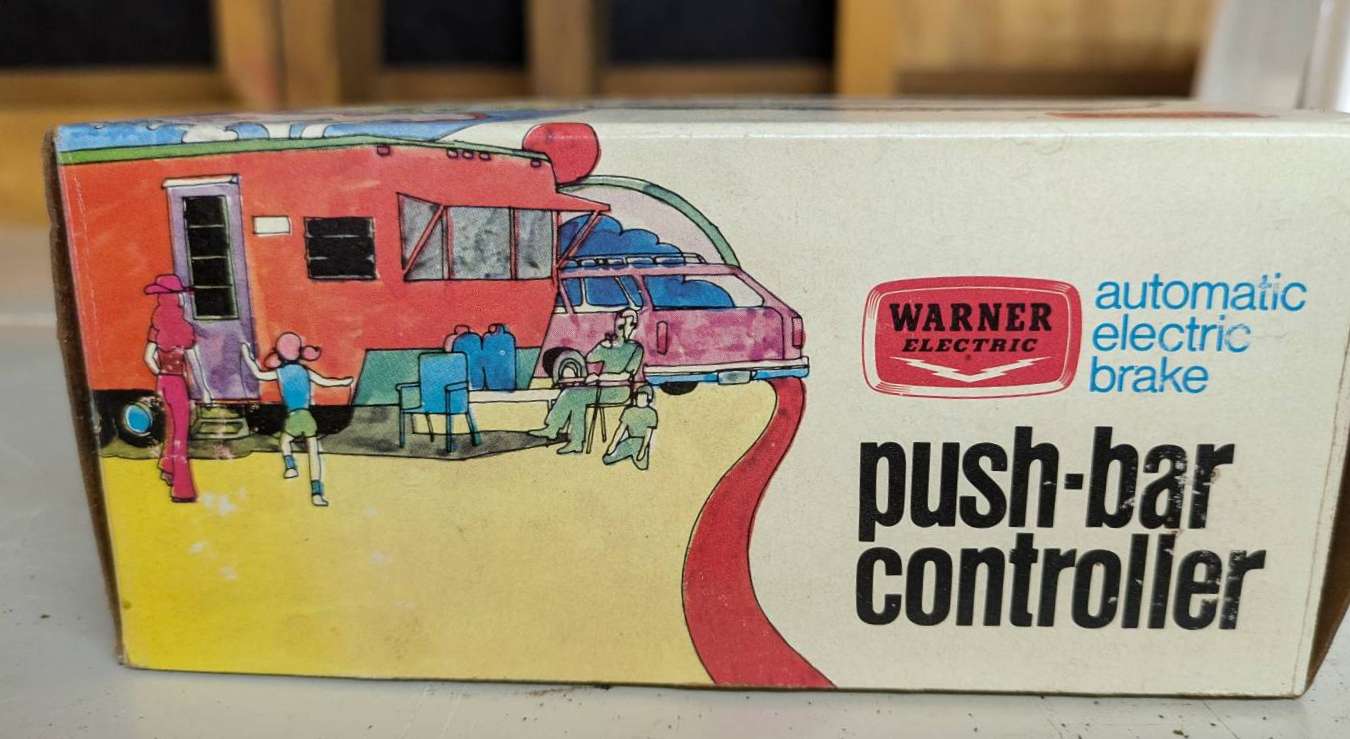 WARNER
ELECTRIC
automatic
electric
brake
push-bar
controller